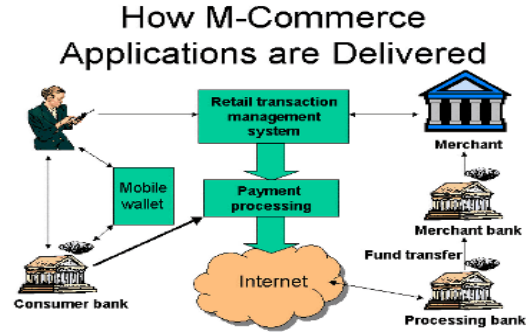 How M-Commerce
Applications are Delivered
Retail transaction
management
system
Merchant
Mobile
wallet
Payment
processing
Merchant bank
Fund transfer
Internet
Consumer bank
Processing bank